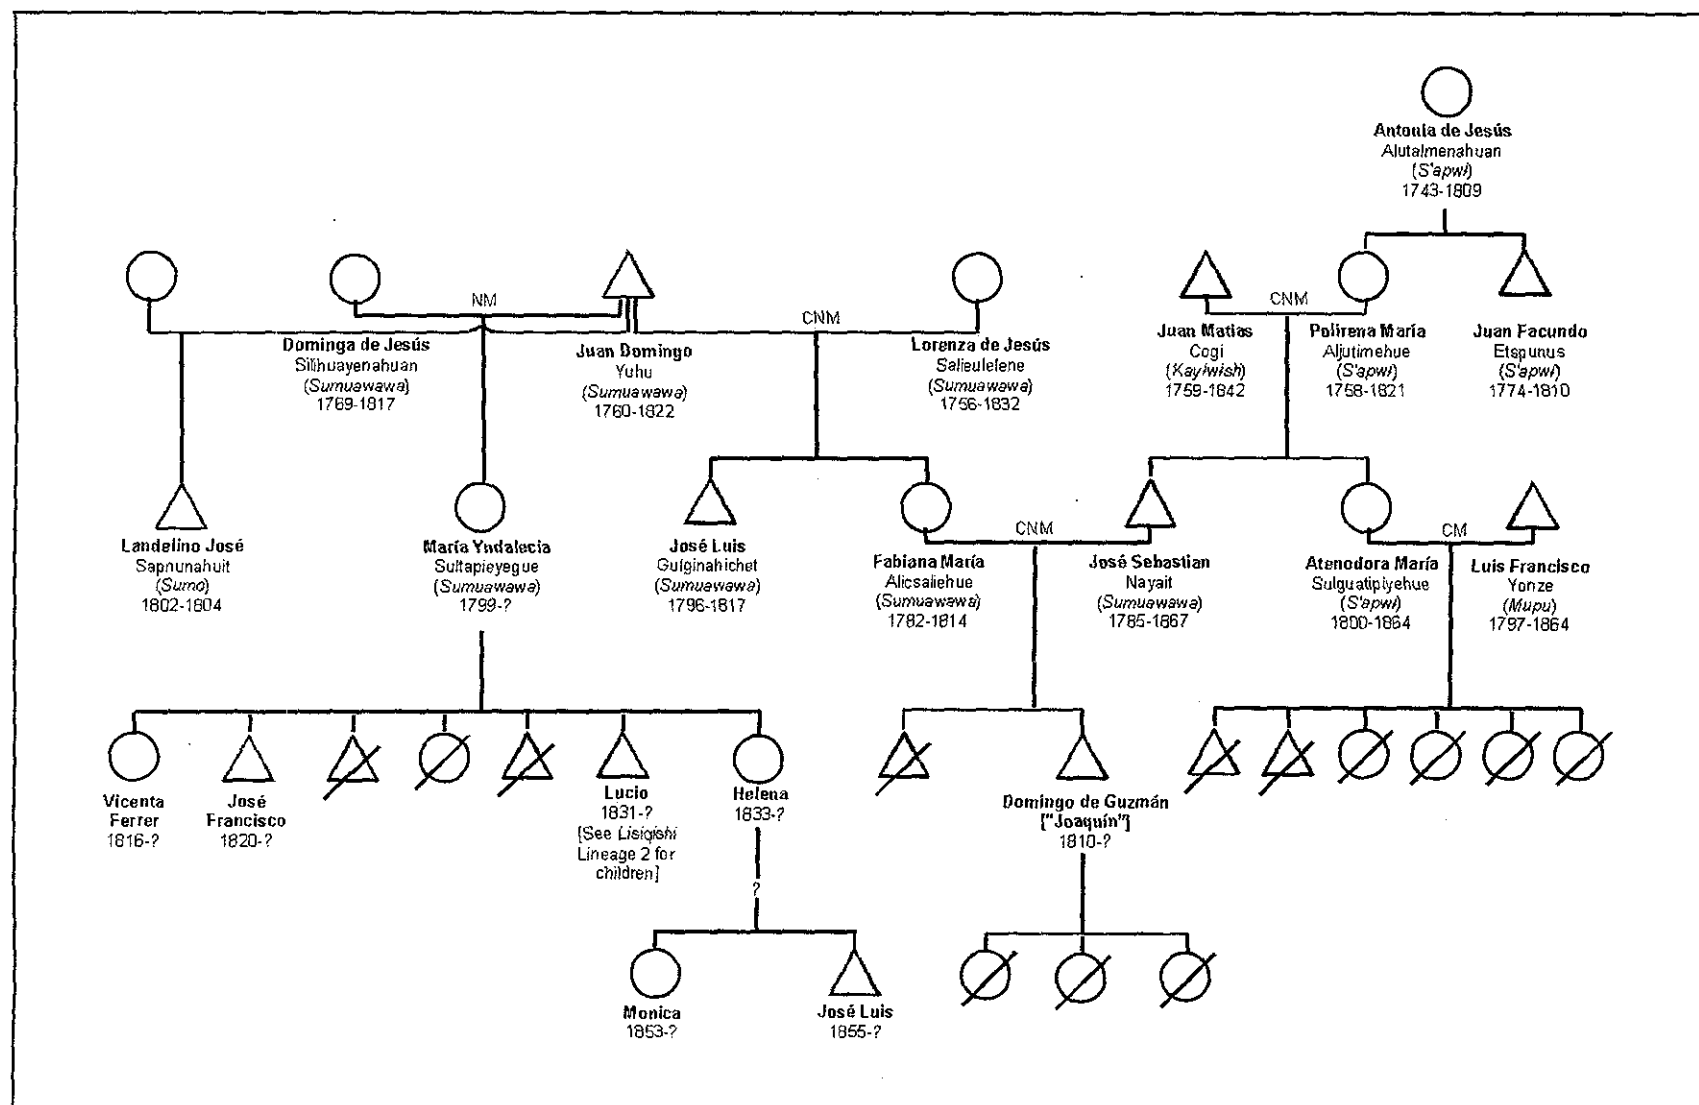 Antonia de Jesús
Alutalmenahuan
(S'apwi)
1743-1809
NM
CNM
CNM
Dominga de Jesús
Silihuayenahuan
(Sumuawawa)
1769-1817
Juan Domingo
Yuhu
(Sumuawawa)
1760-1822
Lorenza de Jesús
Salieulelene
(Sumuawawa)
1756-1832
Juan Matias
Cogi
(Kayiwish)
1759-1842
Polirena María
Aljutimehue
(S'apwi)
1758-1821
Juan Facundo
Etspunus
(S'apwi)
1774-1810
CNM
CM
Landelino José
Sapnunahuit
(Sumo)
1802-1804
María Yndalecia
Sultapieyegue
(Sumuawawa)
1799-?
José Luis
Guiginahichet
(Sumuawawa)
1796-1817
Fabiana María
Alicsaliehue
(Sumuawawa)
1782-1814
José Sebastian
Nayait
(Sumuawawa)
1785-1867
Atenodora María
Sulguatipiyehue
(S'apwi)
1800-1864
Luis Francisco
Yonze
(Mupu)
1797-1864
Vicenta
Ferrer
1816-?
José
Francisco
1820-?
Lucio
1831-?
[See Lisiqishi
Lineage 2 for
children]
Helena
1833-?
Domingo de Guzmán
["Joaquín"]
1810-?
?
Monica
1853-?
José Luis
1855-?